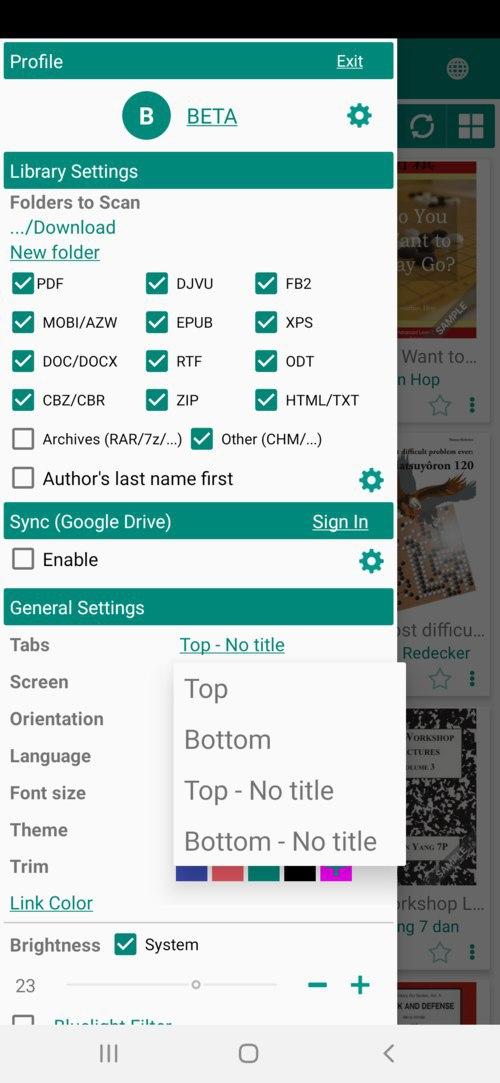 Profile
Exit
B
BETA
Library Settings
Folders to Scan
.../Download
New folder
PDF
DJVU
FB2
MOBI/AZW
EPUB
XPS
DOC/DOCX
RTF
ODT
CBZ/CBR
ZIP
HTML/TXT
Archives (RAR/7z/...)
Other (CHM/...)
Author's last name first
Sync (Google Drive)
Sign In
Enable
General Settings
Tabs
Top - No title
Screen
Top
Orientation
Bottom
Language
Top - No title
Font size
Theme
Bottom - No title
Trim
Link Color
Brightness
System
23
Bluelight Filter
o You
ant to
ay Go?
SAMPLE
Want to...
n Hop
difficult problem ever:
atsuyôron 120
ost difficu...
Redecker
WORKSHOP
CTURES
OLUME 3
N YANG 7P
SAMPLE
rkshop L...
ng 7 dan
K AND DEFENSE